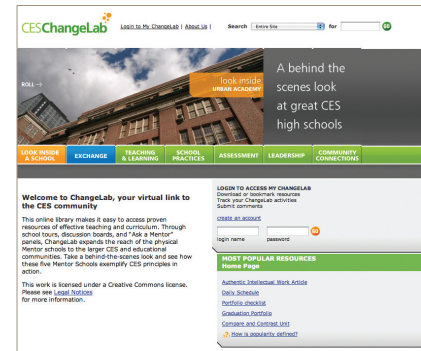 CESChangeLab
Login to My ChangeLab | About Us |
Search Entire Site for GO
ROLL→
look inside
URBAN ACADEMY
A behind
the
scenes look
at great CES
high schools
LOOK INSIDE
A SCHOOL
EXCHANGE
TEACHING
& LEARNING
SCHOOL
PRACTICES
ASSESSMENT
LEADERSHIP
COMMUNITY
CONNECTIONS
Welcome to ChangeLab, your virtual link to
the CES community
This online library makes it easy to access proven
resources of effective teaching and curriculum. Through
school tours, discussion boards, and "Ask a Mentor"
panels, ChangeLab expands the reach of the physical
Mentor schools to the larger CES and educational
communities. Take a behind-the-scenes look and see how
these five Mentor Schools exemplify CES principles in
action.
This work is licensed under a Creative Commons license.
Please see Legal Notices
for more information.
LOGIN TO ACCESS MY CHANGELAB
Download or bookmark resources
Track your ChangeLab activities
Submit comments
create an account
GO
login name password
MOST POPULAR RESOURCES
Home Page
Authentic Intellectual Work Article
Daily Schedule
Portfolio checklist
Graduation Portfolio
Compare and Contrast Unit
How is popularity defined?